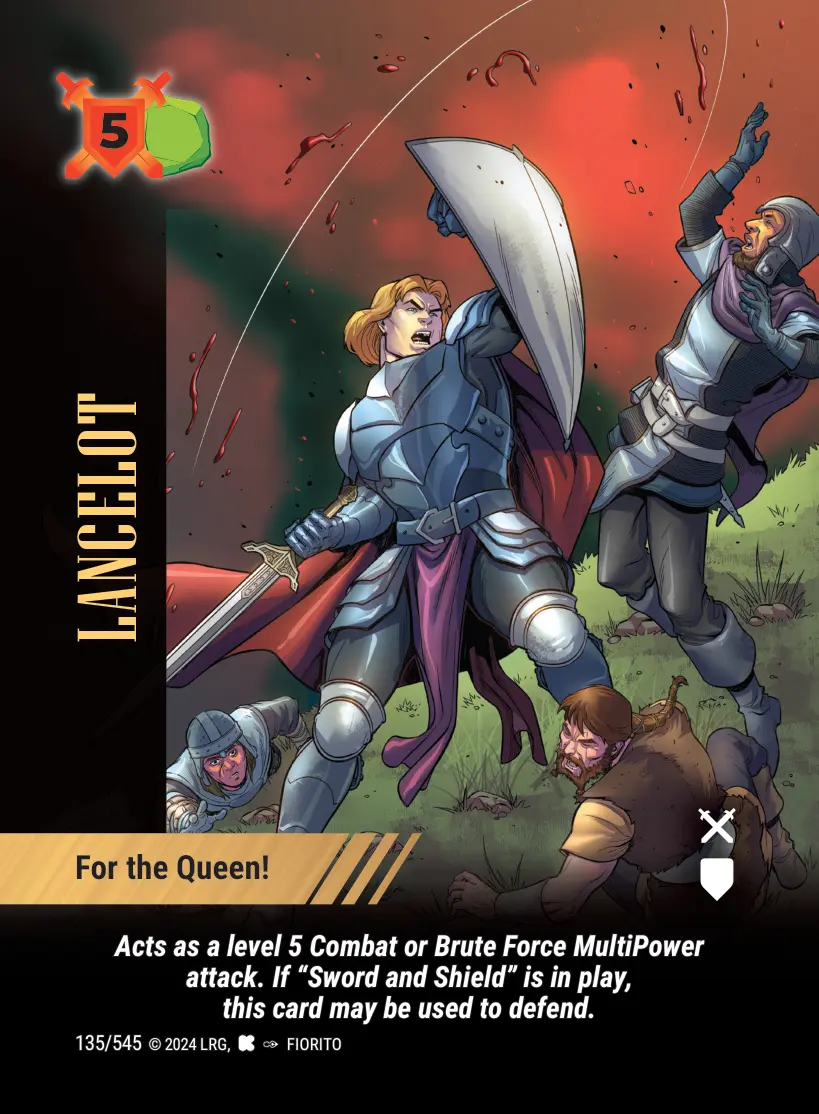 5
LANCELOT
For the Queen!
Acts as a level 5 Combat or Brute Force MultiPower
attack. If “Sword and Shield” is in play,
this card may be used to defend.
135/545 © 2024 LRG, FIORITO